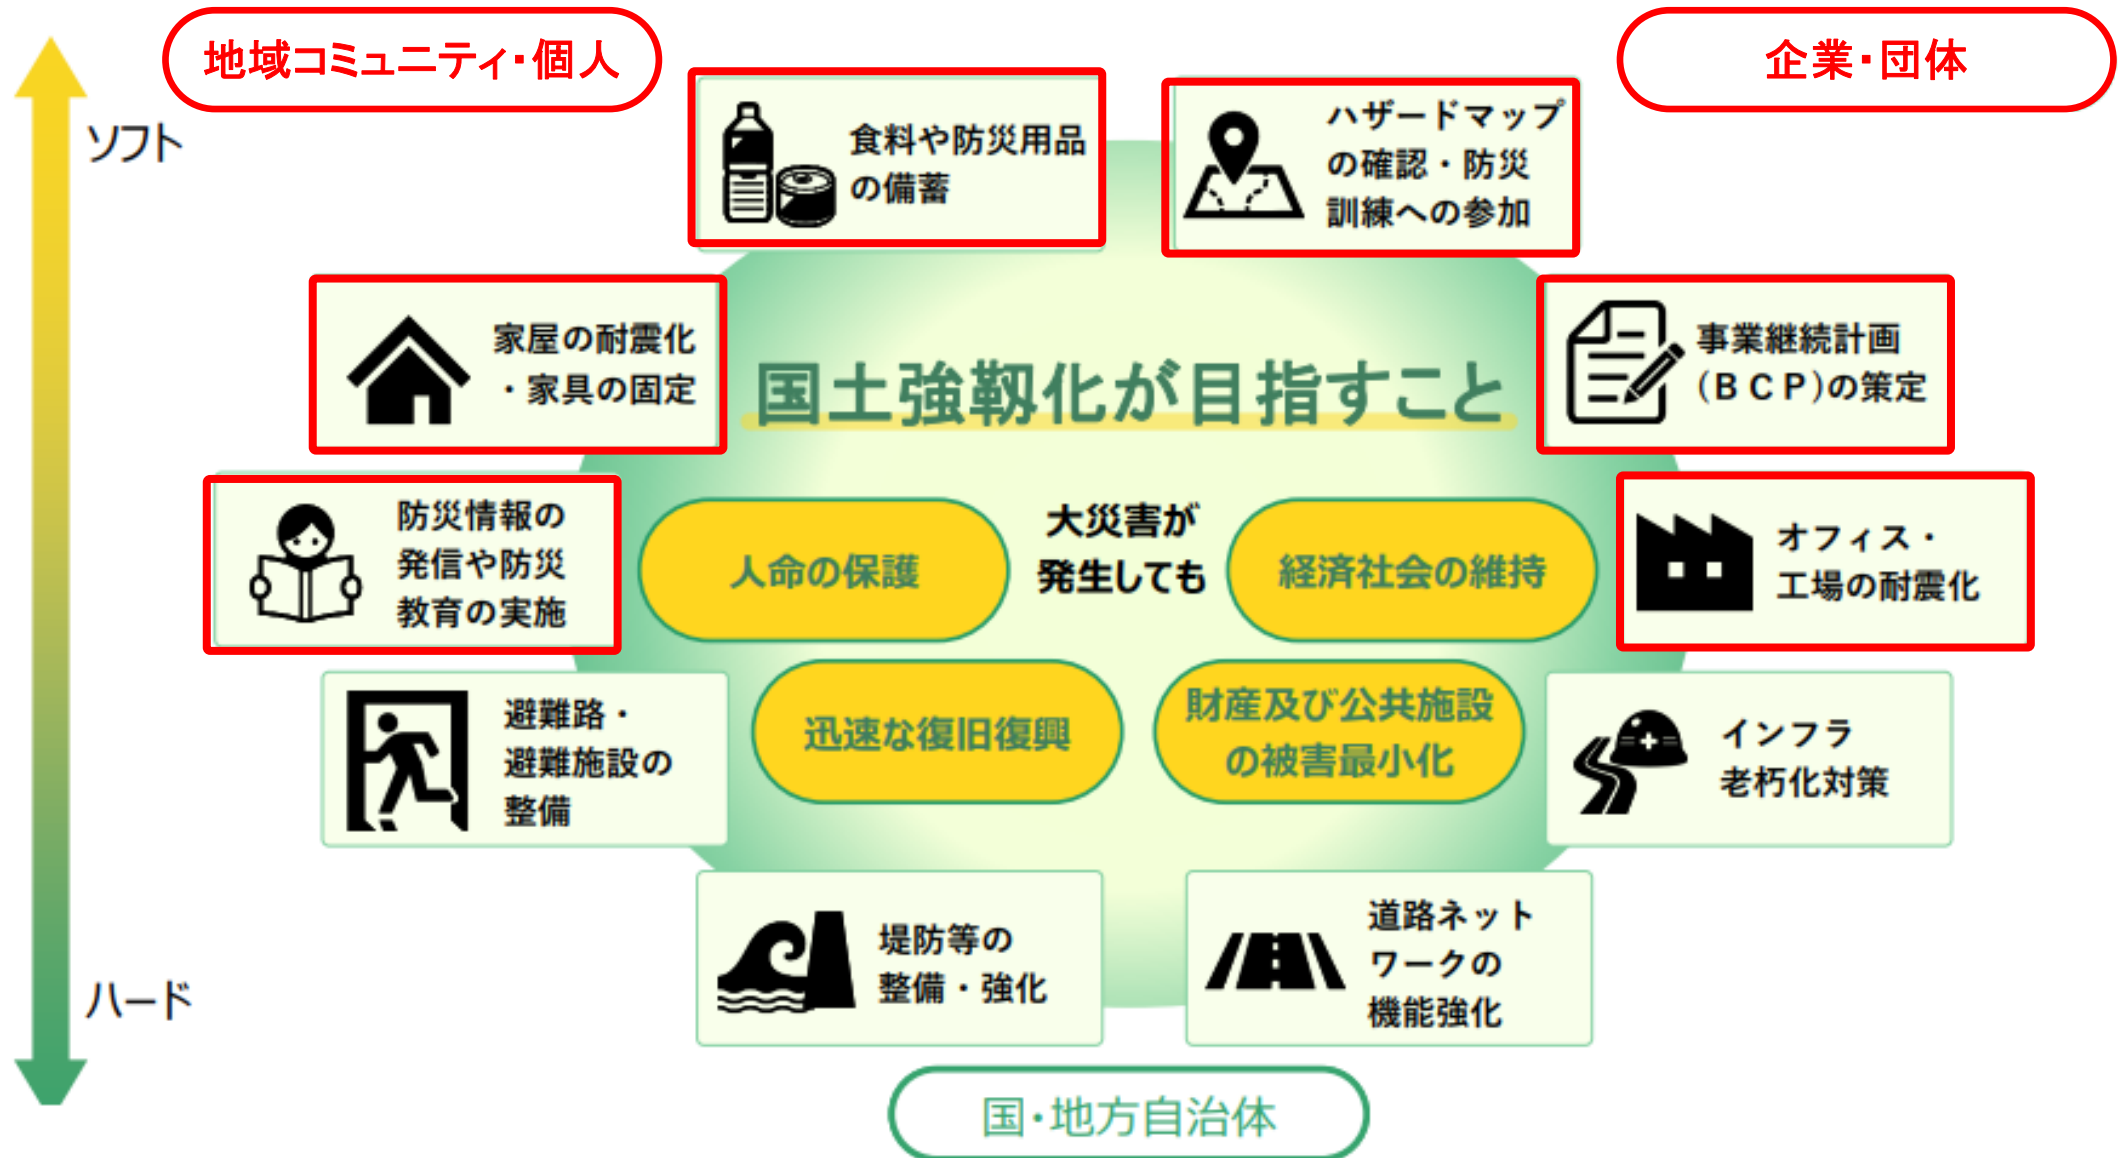 地域コミュニティ・個人
企業・団体
ソフト
食料や防災用品
の備蓄
ハザードマップ
の確認・防災
訓練への参加
家屋の耐震化
・家具の固定
国土強靱化が目指すこと
事業継続計画
(BCP)の策定
防災情報の
発信や防災
教育の実施
人命の保護
大災害が
発生しても
経済社会の維持
オフィス・
工場の耐震化
避難路・
避難施設の
整備
迅速な復旧復興
財産及び公共施設
の被害最小化
インフラ
老朽化対策
ハード
堤防等の
整備・強化
道路ネット
ワークの
機能強化
国・地方自治体